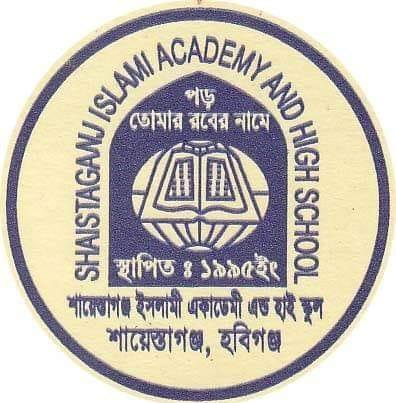 SHAISTAGANJ ISLAMI ACADEMY AND HIGH SCHOOL
পড়
তোমার রবের নামে
স্থাপিত ঃ ১৯৯৫ইং
শায়েস্তাগঞ্জ ইসলামী একাডেমী এন্ড হাই স্কুল
শায়েস্তাগঞ্জ, হবিগঞ্জ